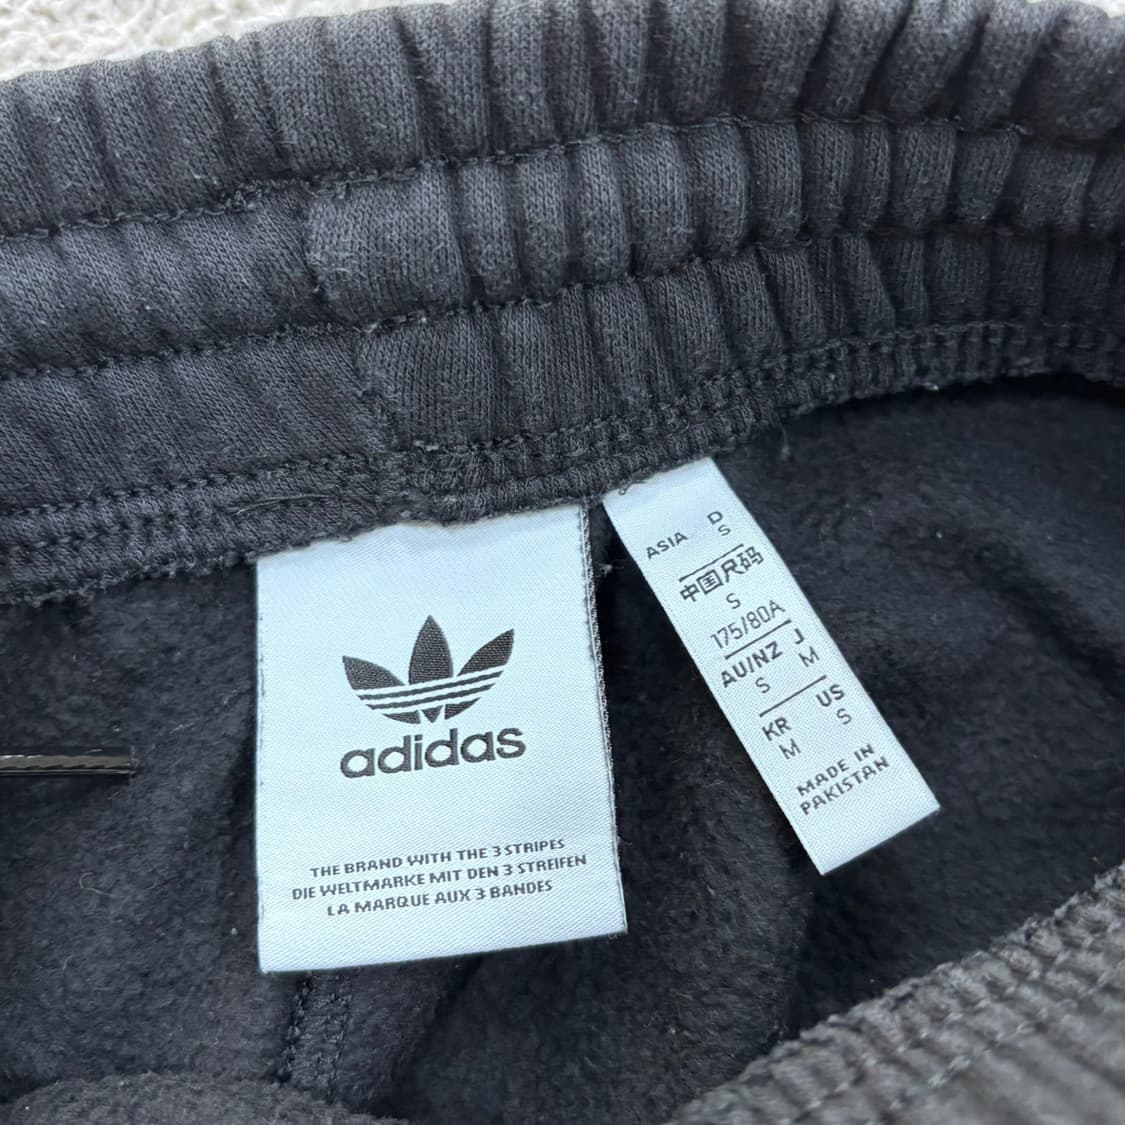 adidas
THE BRAND WITH THE 3 STRIPES
DIE WELTMARKE MIT DEN 3 STREIFEN
LA MARQUE AUX 3 BANDES
ASIA D
S
中国尺码
S
175/80A
AU/NZ J
S M
KR US
M S
MADE IN
PAKISTAN